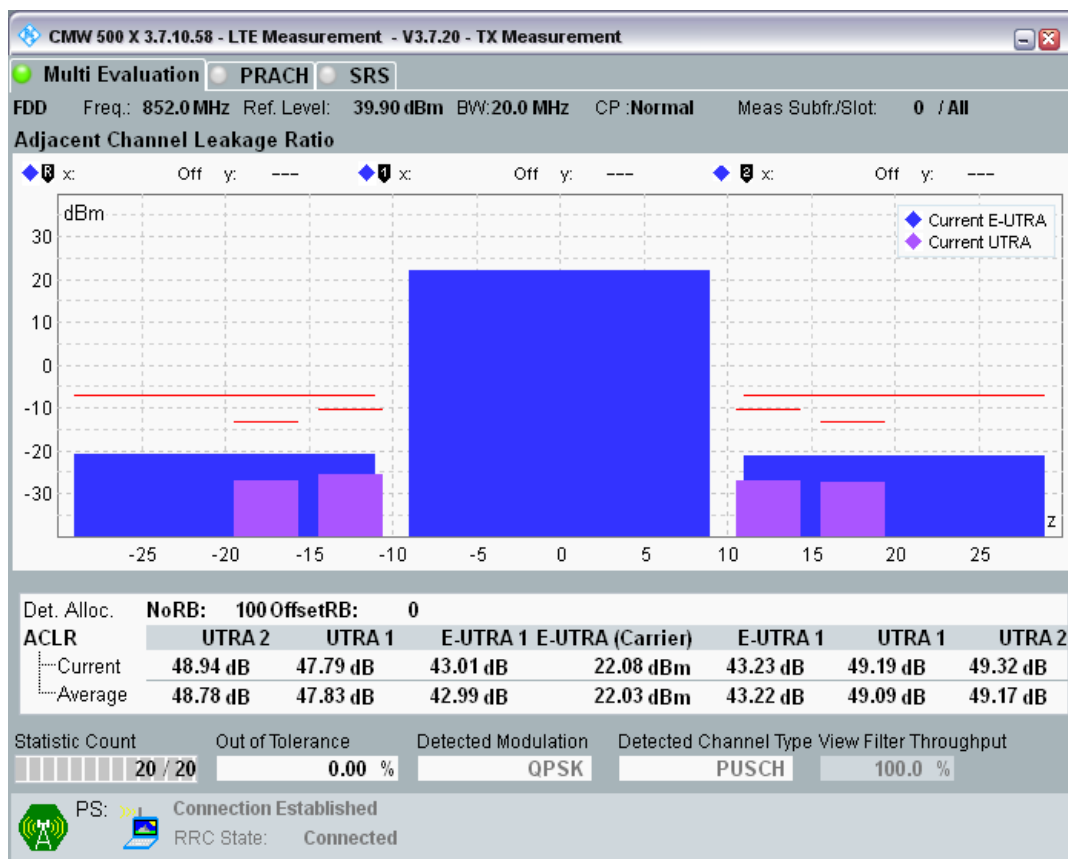 CMW 500 X 3.7.10.58 - LTE Measurement - V3.7.20 - TX Measurement
Multi Evaluation PRACH SRS
FDD Freq.: 852.0 MHz Ref. Level: 39.90 dBm BW:20.0 MHz CP :Normal Meas Subfr./Slot: 0 / All
Adjacent Channel Leakage Ratio
R x: Off y: --- 1 x: Off y: --- 2 x: Off y: ---
dBm
Current E-UTRA
Current UTRA
30
20
10
0
-10
-20
-30
z
-25 -20 -15 -10 -5 0 5 10 15 20 25
Det. Alloc. NoRB: 100 OffsetRB: 0
ACLR UTRA 2 UTRA 1 E-UTRA 1 E-UTRA (Carrier) E-UTRA 1 UTRA 1 UTRA 2
Current 48.94 dB 47.79 dB 43.01 dB 22.08 dBm 43.23 dB 49.19 dB 49.32 dB
Average 48.78 dB 47.83 dB 42.99 dB 22.03 dBm 43.22 dB 49.09 dB 49.17 dB
Statistic Count Out of Tolerance Detected Modulation Detected Channel Type View Filter Throughput
20 / 20 0.00 % QPSK PUSCH 100.0 %
PS: Connection Established
RRC State: Connected